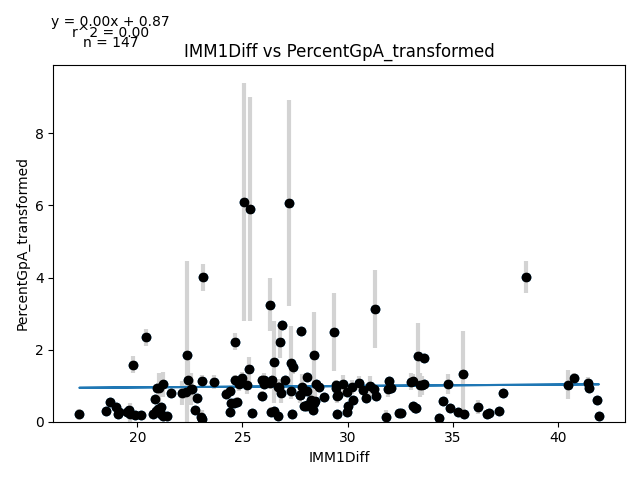 y = 0.00x + 0.87
r^2 = 0.00
n = 147
IMM1Diff vs PercentGpA_transformed
PercentGpA_transformed
8
6
4
2
0
20 25 30 35 40
IMM1Diff